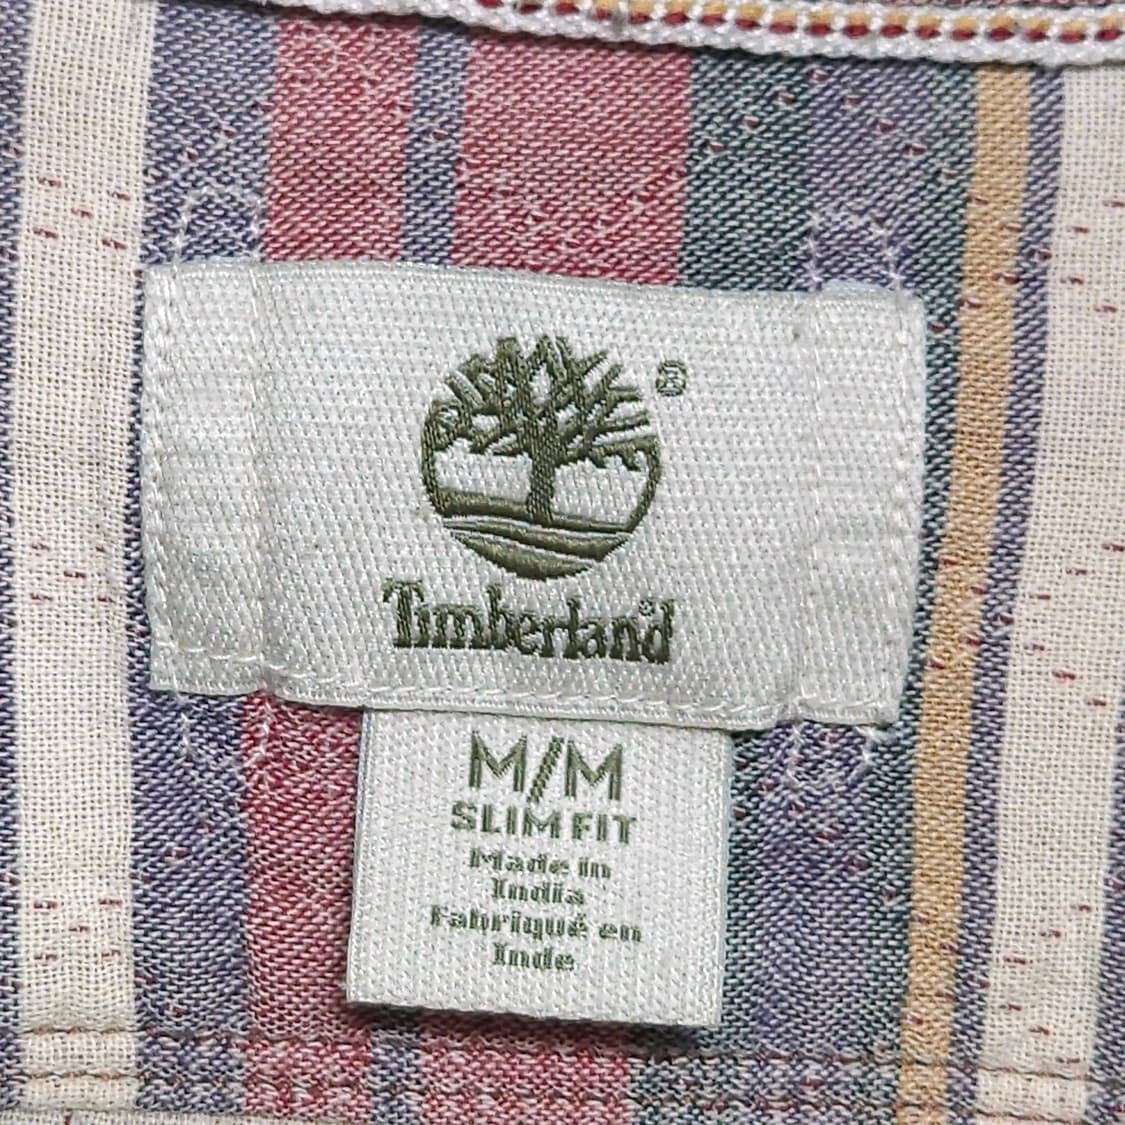 Timberland®
M/M
SLIM FIT
Made in
India
Fabriqué en
Inde